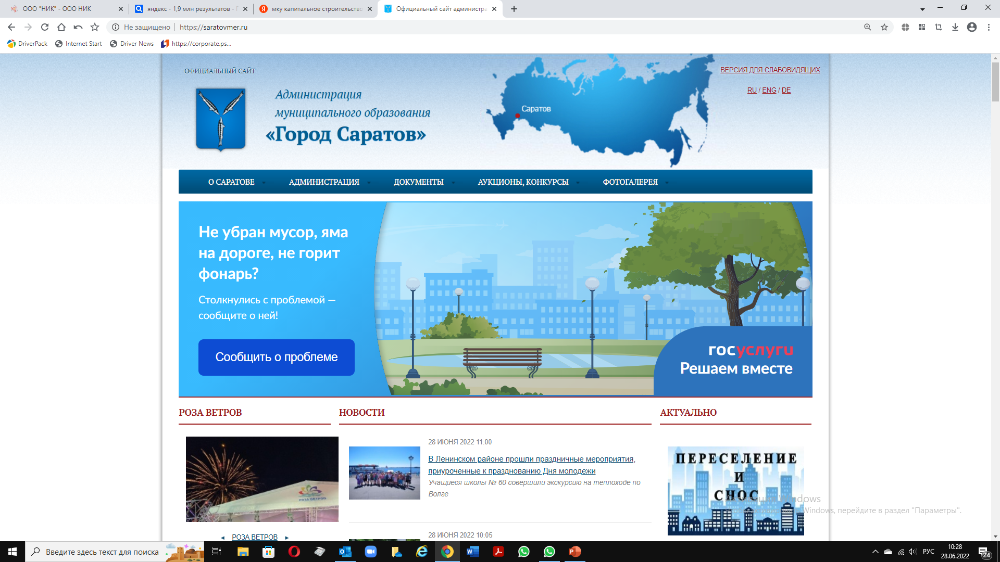 ООО "НИК" - ООО НИК
яндекс - 1,9 млн результатов -
мку капитальное строительство
Официальный сайт администра
Не защищено
https://saratovmer.ru
DriverPack
Internet Start
Driver News
https://corporate.ps...
ОФИЦИАЛЬНЫЙ САЙТ
Администрация
муниципального образования
«Город Саратов»
Саратов
ВЕРСИЯ ДЛЯ СЛАБОВИДЯЩИХ
RU / ENG / DE
О САРАТОВЕ
АДМИНИСТРАЦИЯ
ДОКУМЕНТЫ
АУКЦИОНЫ, КОНКУРСЫ
ФОТОГАЛЕРЕЯ
Не убран мусор, яма
на дороге, не горит
фонарь?
Столкнулись с проблемой —
сообщите о ней!
Сообщить о проблеме
госуслуги
Решаем вместе
РОЗА ВЕТРОВ
РОЗА ВЕТРОВ
РОЗА ВЕТРОВ
НОВОСТИ
28 ИЮНЯ 2022 11:00
В Ленинском районе прошли праздничные мероприятия,
приуроченные к празднованию Дня молодежи
Учащиеся школы № 60 совершили экскурсию на теплоходе по
Волге
28 ИЮНЯ 2022 10:05
АКТУАЛЬНО
ПЕРЕСЕЛЕНИЕ
И
СНОС
Windows, перейдите в раздел "Параметры".
Введите здесь текст для поиска
РУС
10:28
28.06.2022
24